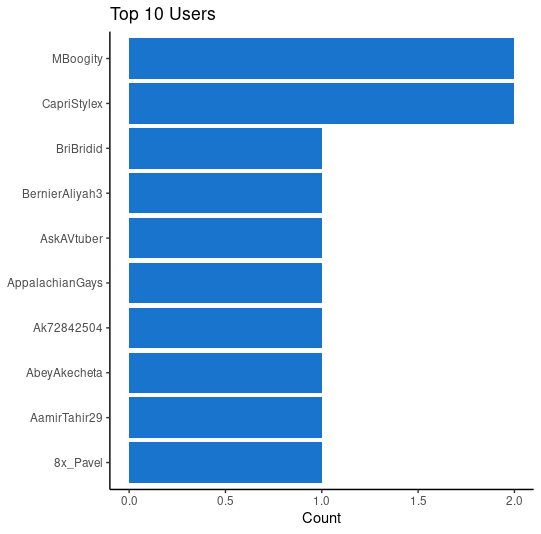 Top 10 Users
MBoogity
CapriStylex
BriBridid
BernierAliyah3
AskAVtuber
AppalachianGays
Ak72842504
AbeyAkecheta
AamirTahir29
8x_Pavel
0.0 0.5 1.0 1.5 2.0
Count